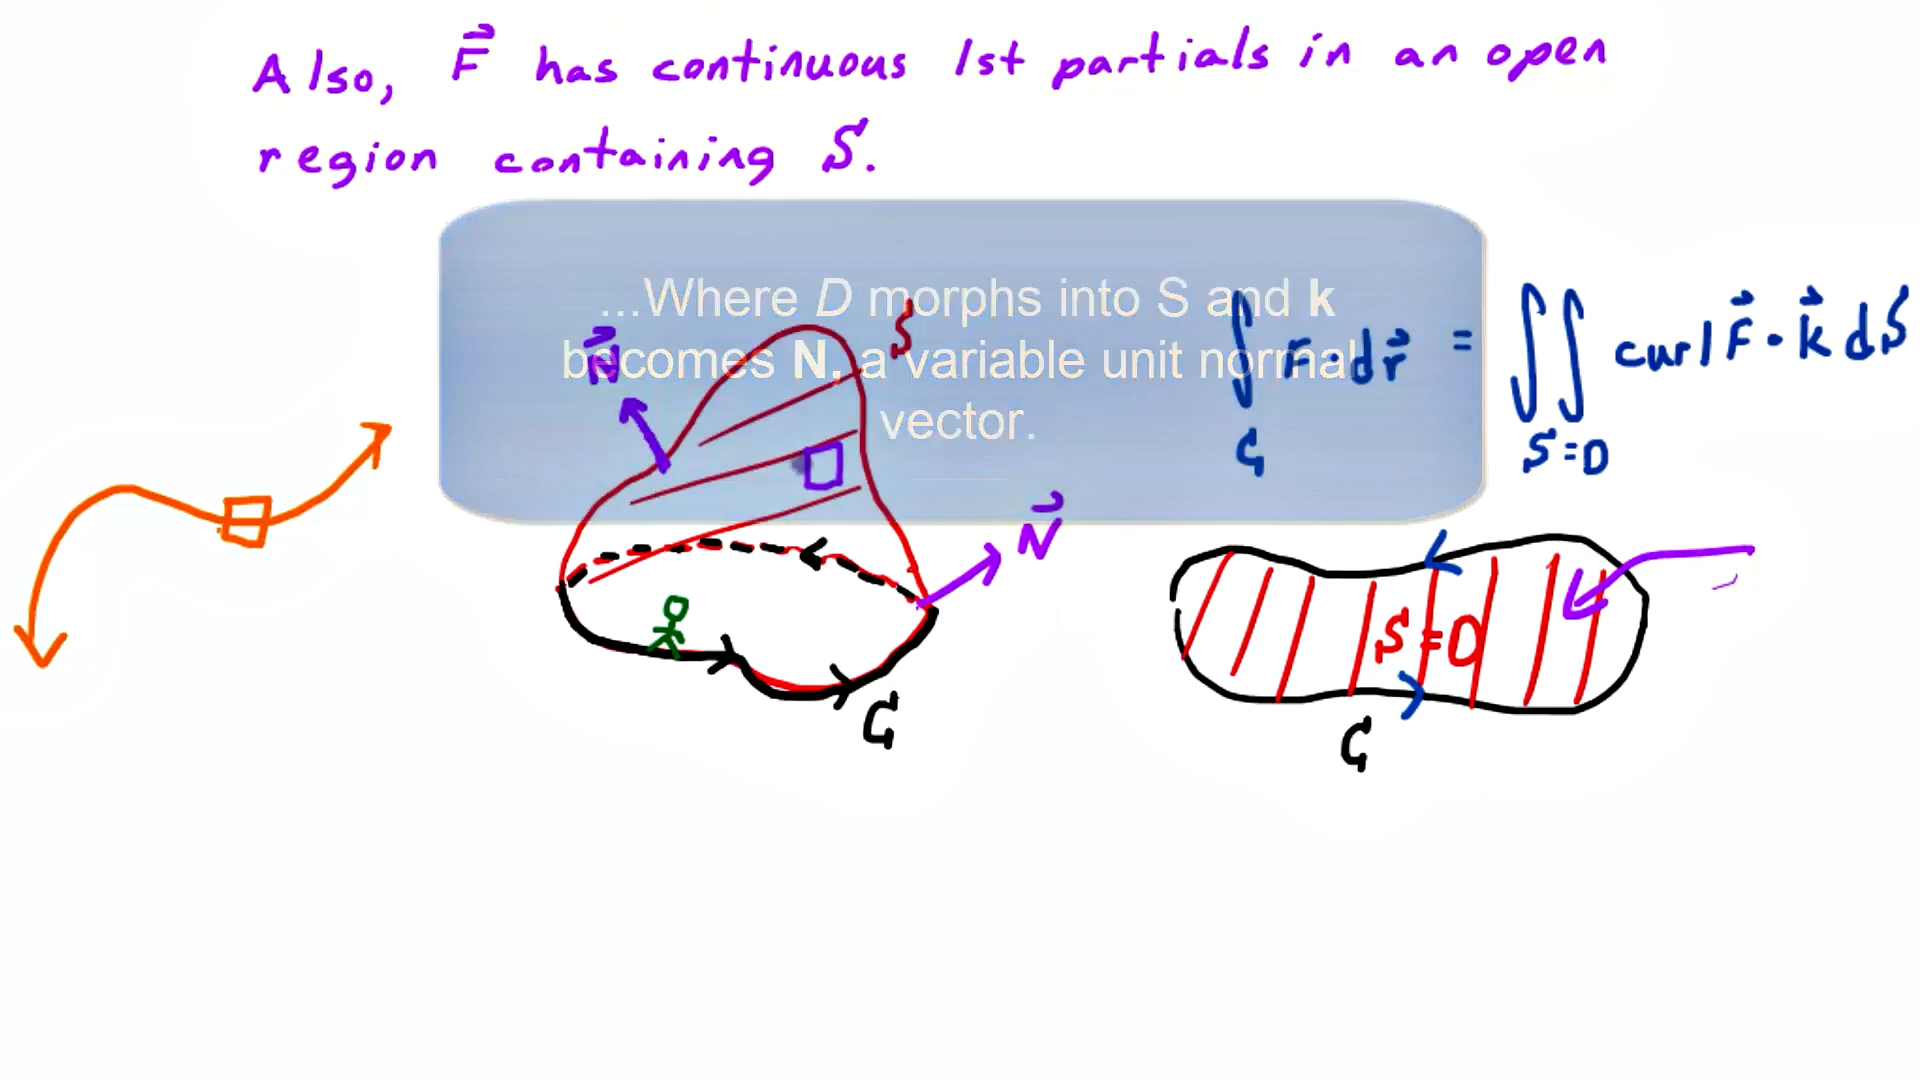 Also, F⃗ has continuous 1st partials in an open
region containing S.
...Where D morphs into S and k
becomes N, a variable unit normal
vector.
S
N⃗
∫ F · dr⃗ = ∬ curl F⃗ · k⃗ dS
C
S = D
N⃗
S = D
C
C